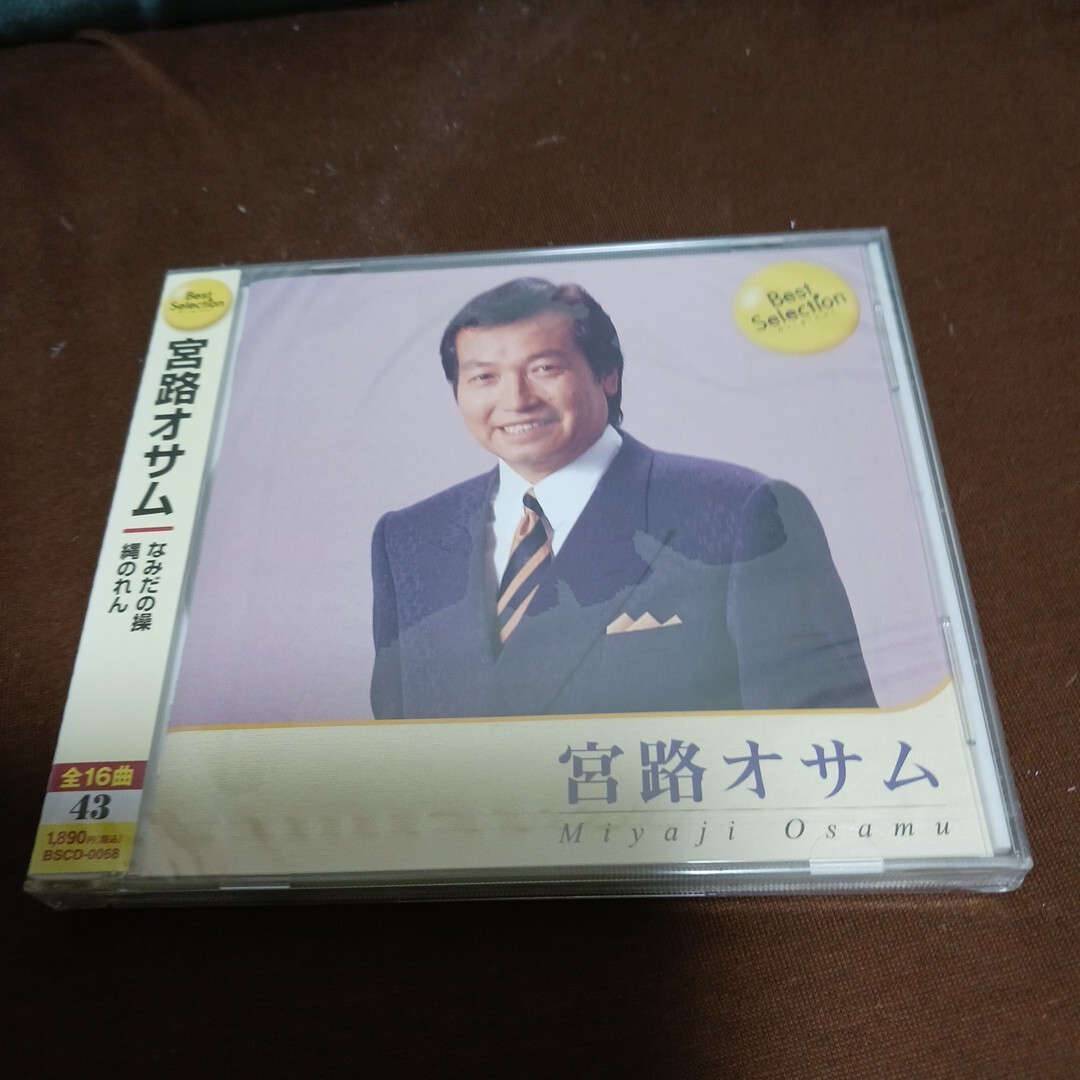 Best
Selection
宮路オサム
なみだの操
縄のれん
全16曲
43
1,890円(税込)
BSCD-0068
Best
Selection
宮路オサム
Miyaji Osamu